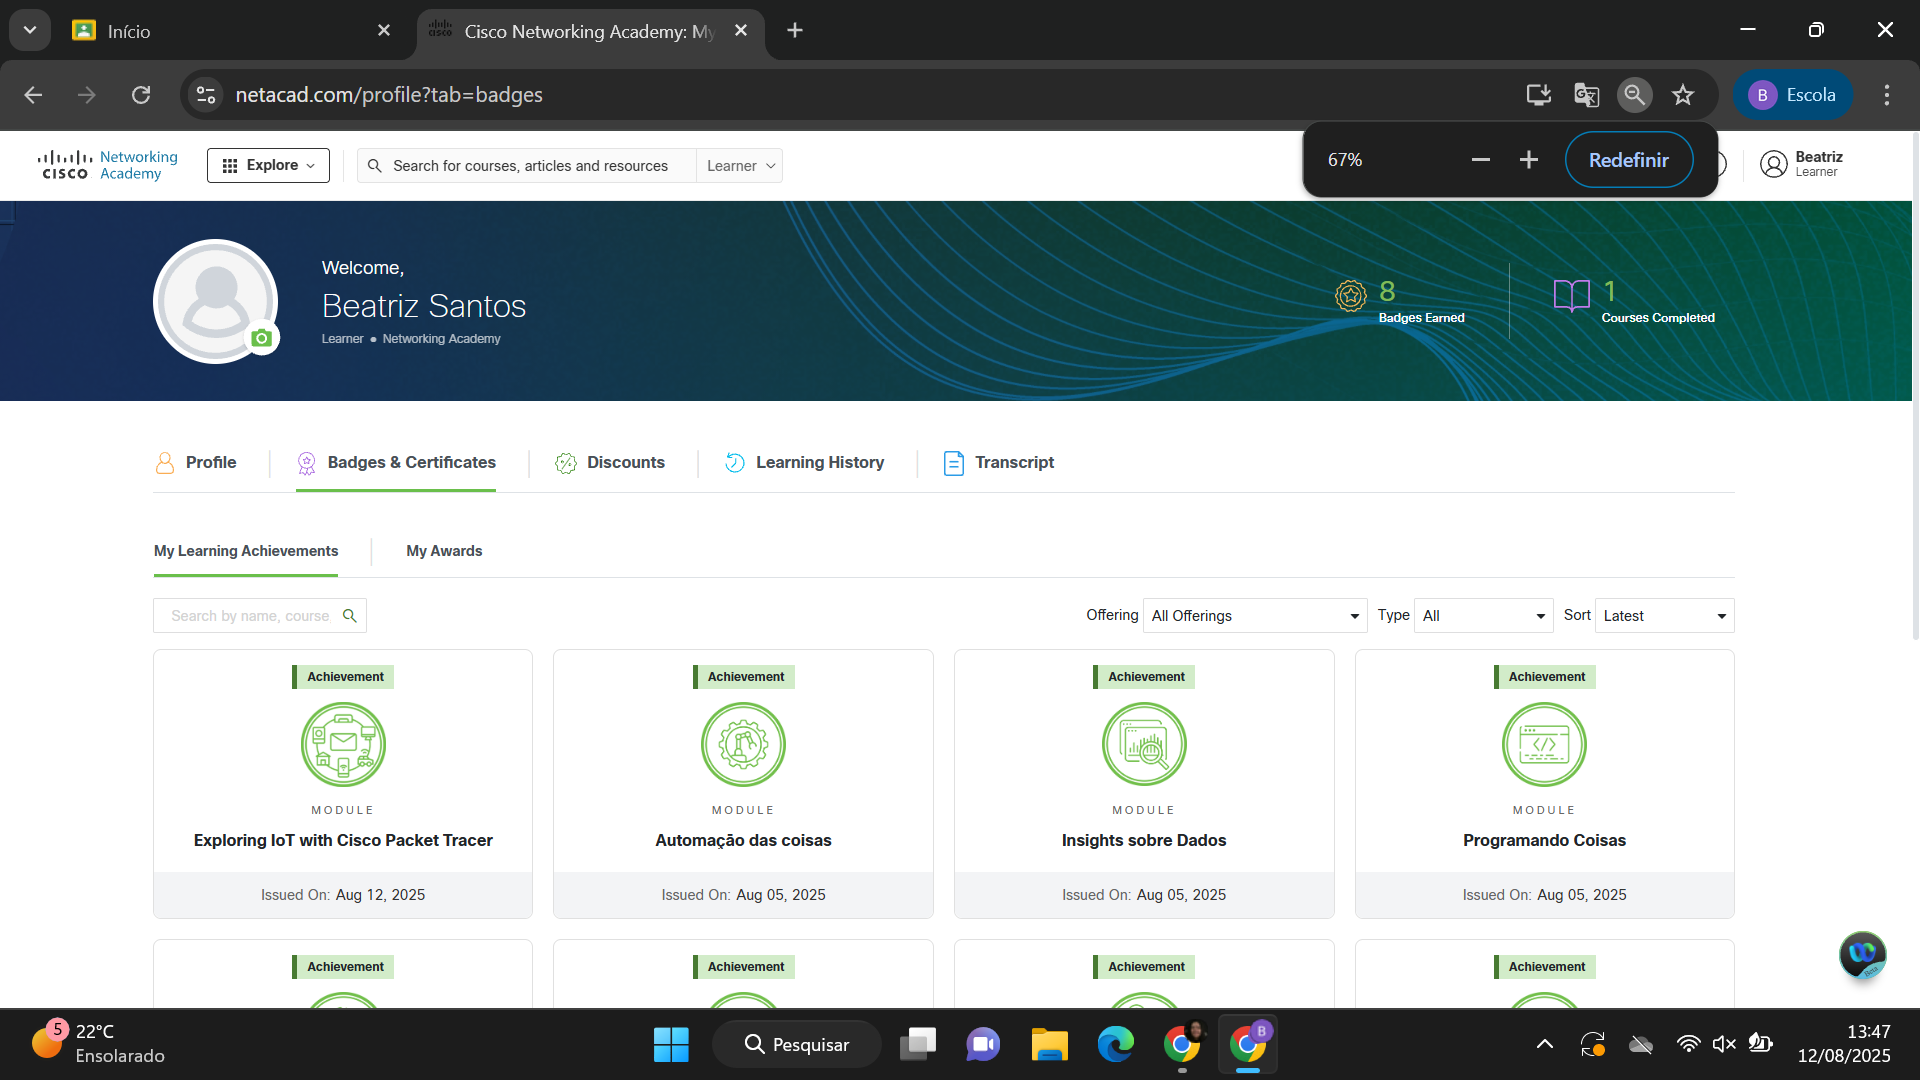 Início
Cisco Networking Academy: My
netacad.com/profile?tab=badges
B Escola
67%
Redefinir
CISCO Networking Academy
Explore
Search for courses, articles and resources
Learner
Beatriz
Learner
Welcome,
Beatriz Santos
Learner • Networking Academy
8
Badges Earned
1
Courses Completed
Profile
Badges & Certificates
Discounts
Learning History
Transcript
My Learning Achievements
My Awards
Search by name, course
Offering All Offerings
Type All
Sort Latest
Achievement
MODULE
Exploring IoT with Cisco Packet Tracer
Issued On: Aug 12, 2025
Achievement
MODULE
Automação das coisas
Issued On: Aug 05, 2025
Achievement
MODULE
Insights sobre Dados
Issued On: Aug 05, 2025
Achievement
MODULE
Programando Coisas
Issued On: Aug 05, 2025
Achievement
Achievement
Achievement
Achievement
Beta
5
22°C
Ensolarado
Pesquisar
B
13:47
12/08/2025